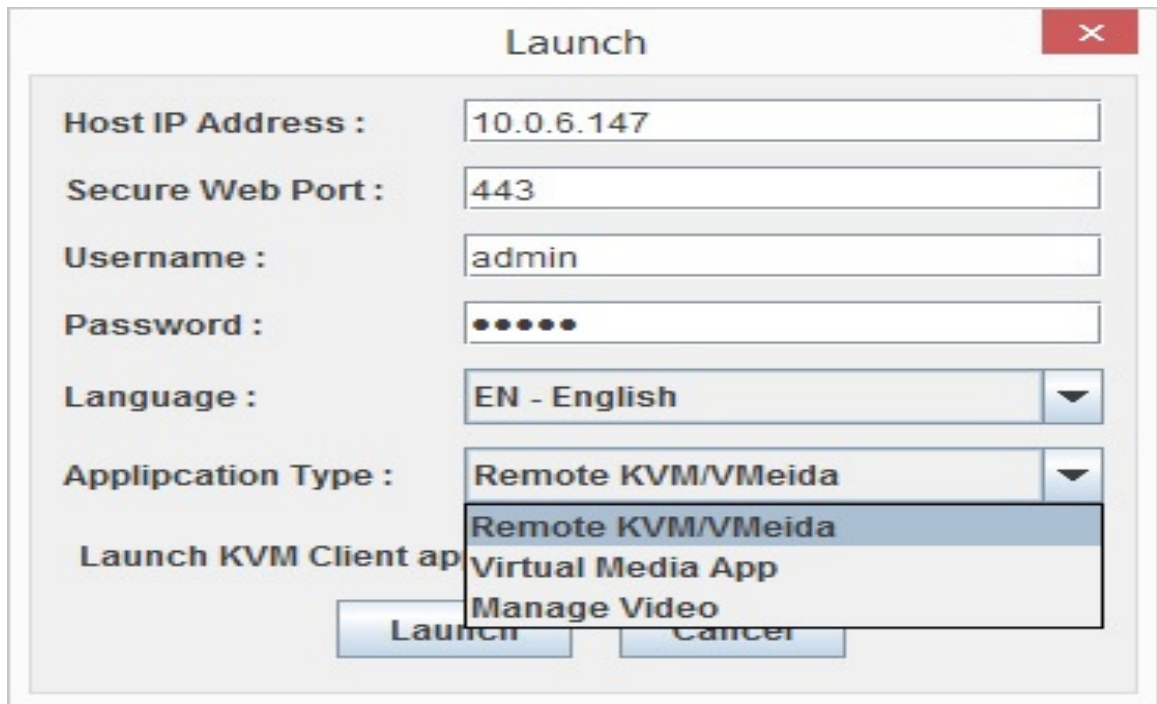 Launch
Host IP Address : 10.0.6.147
Secure Web Port : 443
Username : admin
Password : •••••
Language : EN - English
Applipcation Type : Remote KVM/VMeida
Remote KVM/VMeida
Launch KVM Client ap
Virtual Media App
Manage Video
Launch Cancel